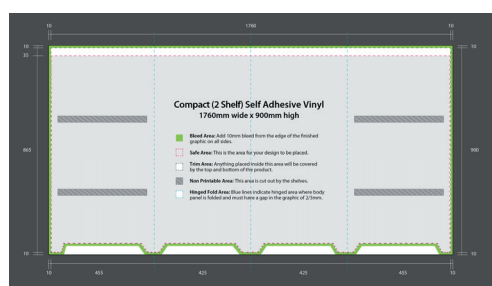 10 1760 10
10 10
35
Compact (2 Shelf) Self Adhesive Vinyl
1760mm wide x 900mm high
Bleed Area: Add 10mm bleed from the edge of the finished
graphic on all sides.
Safe Area: This is the area for your design to be placed.
865 900
Trim Area: Anything placed inside this area will be covered
by the top and bottom of the product.
Non Printable Area: This area is cut out by the shelves.
Hinged Fold Area: Blue lines indicate hinged area where body
panel is folded and must have a gap in the graphic of 2/3mm.
10 10
10 455 425 425 455 10